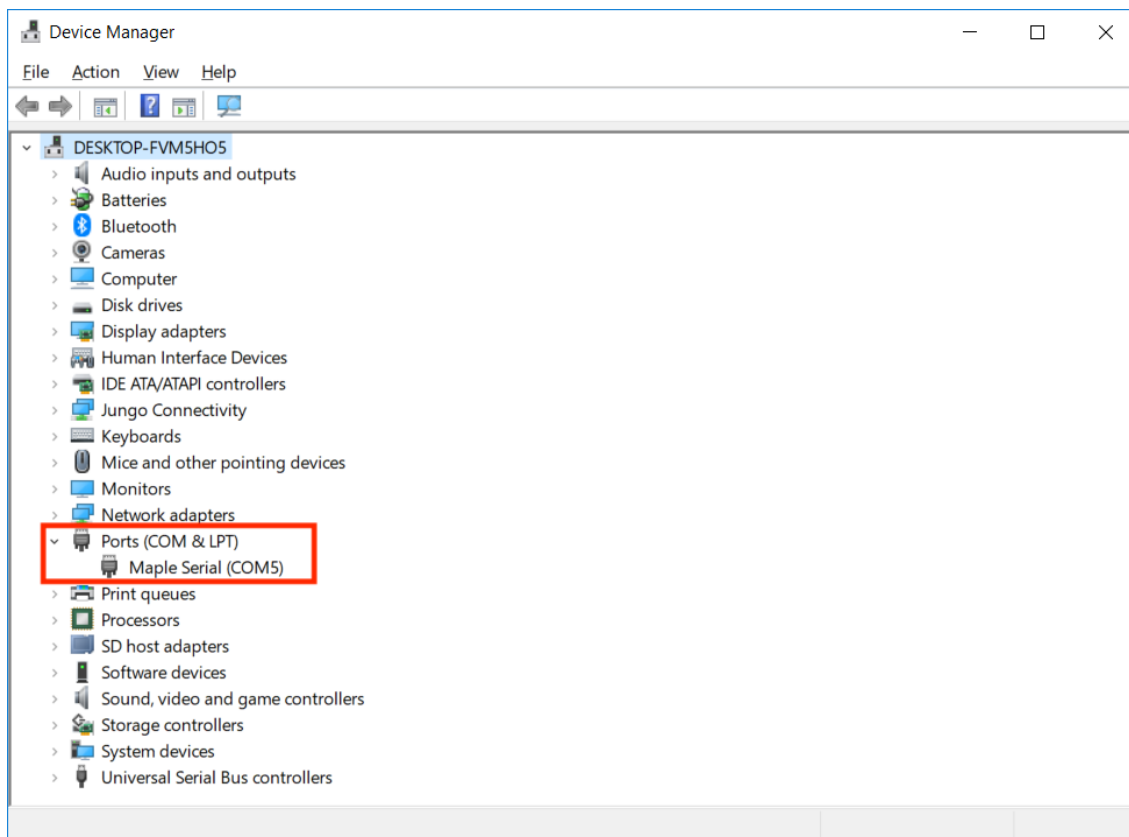 Device Manager
File Action View Help
?
DESKTOP-FVM5HO5
Audio inputs and outputs
Batteries
Bluetooth
Cameras
Computer
Disk drives
Display adapters
Human Interface Devices
IDE ATA/ATAPI controllers
Jungo Connectivity
Keyboards
Mice and other pointing devices
Monitors
Network adapters
Ports (COM & LPT)
Maple Serial (COM5)
Print queues
Processors
SD host adapters
Software devices
Sound, video and game controllers
Storage controllers
System devices
Universal Serial Bus controllers